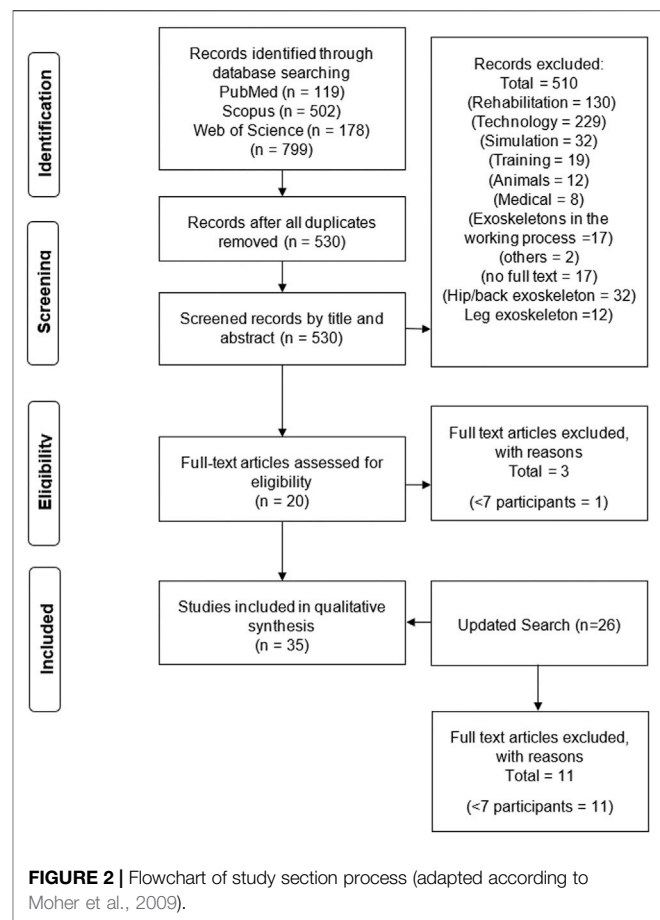 Identification
Records identified through
database searching
PubMed (n = 119)
Scopus (n = 502)
Web of Science (n = 178)
(n = 799)
Records excluded:
Total = 510
(Rehabilitation = 130)
(Technology = 229)
(Simulation = 32)
(Training = 19)
(Animals = 12)
(Medical = 8)
(Exoskeletons in the
working process =17)
(others = 2)
(no full text = 17)
(Hip/back exoskeleton = 32)
Leg exoskeleton =12)
Screening
Records after all duplicates
removed (n = 530)
Screened records by title and
abstract (n = 530)
Eligibility
Full-text articles assessed for
eligibility
(n = 20)
Full text articles excluded,
with reasons
Total = 3
(<7 participants = 1)
Included
Studies included in qualitative
synthesis
(n = 35)
Updated Search (n=26)
Full text articles excluded,
with reasons
Total = 11
(<7 participants = 11)
FIGURE 2 | Flowchart of study section process (adapted according to
Moher et al., 2009).